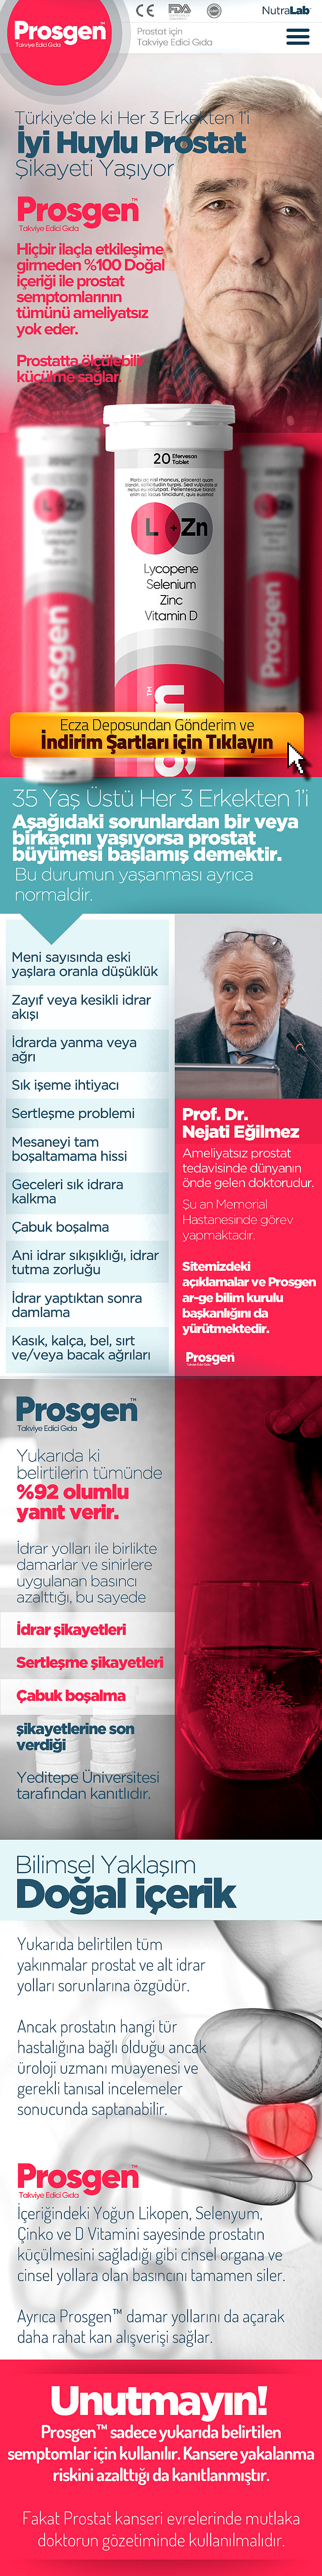 Prosgen™
Takviye Edici Gıda
CE FDA
NutraLab
Prostat için
Takviye Edici Gıda
Türkiye'de ki Her 3 Erkekten 1'i
İyi Huylu Prostat
Şikayeti Yaşıyor
Prosgen™
Takviye Edici Gıda
Hiçbir ilaçla etkileşime
girmeden %100 Doğal
içeriği ile prostat
semptomlarının
tümünü ameliyatsız
yok eder.
Prostatta ölçülebilir
küçülme sağlar.
20 Efervesan
Tablet
L + Zn
Lycopene
Selenium
Zinc
Vitamin D
rosgen
Prosgen
Ecza Deposundan Gönderim ve
İndirim Şartları için Tıklayın
35 Yaş Üstü Her 3 Erkekten 1'i
Aşağıdaki sorunlardan bir veya
birkaçını yaşıyorsa prostat
büyümesi başlamış demektir.
Bu durumun yaşanması ayrıca
normaldir.
Meni sayısında eski
yaşlara oranla düşüklük
Zayıf veya kesikli idrar
akışı
İdrarda yanma veya
ağrı
Sık işeme ihtiyacı
Sertleşme problemi
Mesaneyi tam
boşaltamama hissi
Geceleri sık idrara
kalkma
Çabuk boşalma
Ani idrar sıkışıklığı, idrar
tutma zorluğu
İdrar yaptıktan sonra
damlama
Kasık, kalça, bel, sırt
ve/veya bacak ağrıları
Prof. Dr.
Nejati Eğilmez
Ameliyatsız prostat
tedavisinde dünyanın
önde gelen doktorudur.
Şu an Memorial
Hastanesinde görev
yapmaktadır.
Sitemizdeki
açıklamalar ve Prosgen
ar-ge bilim kurulu
başkanlığını da
yürütmektedir.
Prosgen
Takviye Edici Gıda
Prosgen™
Takviye Edici Gıda
Yukarıda ki
belirtilerin tümünde
%92 olumlu
yanıt verir.
İdrar yolları ile birlikte
damarlar ve sinirlere
uygulanan basıncı
azalttığı, bu sayede
İdrar şikayetleri
Sertleşme şikayetleri
Çabuk boşalma
şikayetlerine son
verdiği
Yeditepe Üniversitesi
tarafından kanıtlıdır.
Bilimsel Yaklaşım
Doğal içerik
Yukarıda belirtilen tüm
yakınmalar prostat ve alt idrar
yolları sorunlarına özgüdür.
Ancak prostatın hangi tür
hastalığına bağlı olduğu ancak
üroloji uzmanı muayenesi ve
gerekli tanısal incelemeler
sonucunda saptanabilir.
Prosgen™
Takviye Edici Gıda
İçeriğindeki Yoğun Likopen, Selenyum,
Çinko ve D Vitamini sayesinde prostatın
küçülmesini sağladığı gibi cinsel organa ve
cinsel yollara olan basıncını tamamen siler.
Ayrıca Prosgen™ damar yollarını da açarak
daha rahat kan alışverişi sağlar.
Unutmayın!
Prosgen™ sadece yukarıda belirtilen
semptomlar için kullanılır. Kansere yakalanma
riskini azalttığı da kanıtlanmıştır.
Fakat Prostat kanseri evrelerinde mutlaka
doktorun gözetiminde kullanılmalıdır.